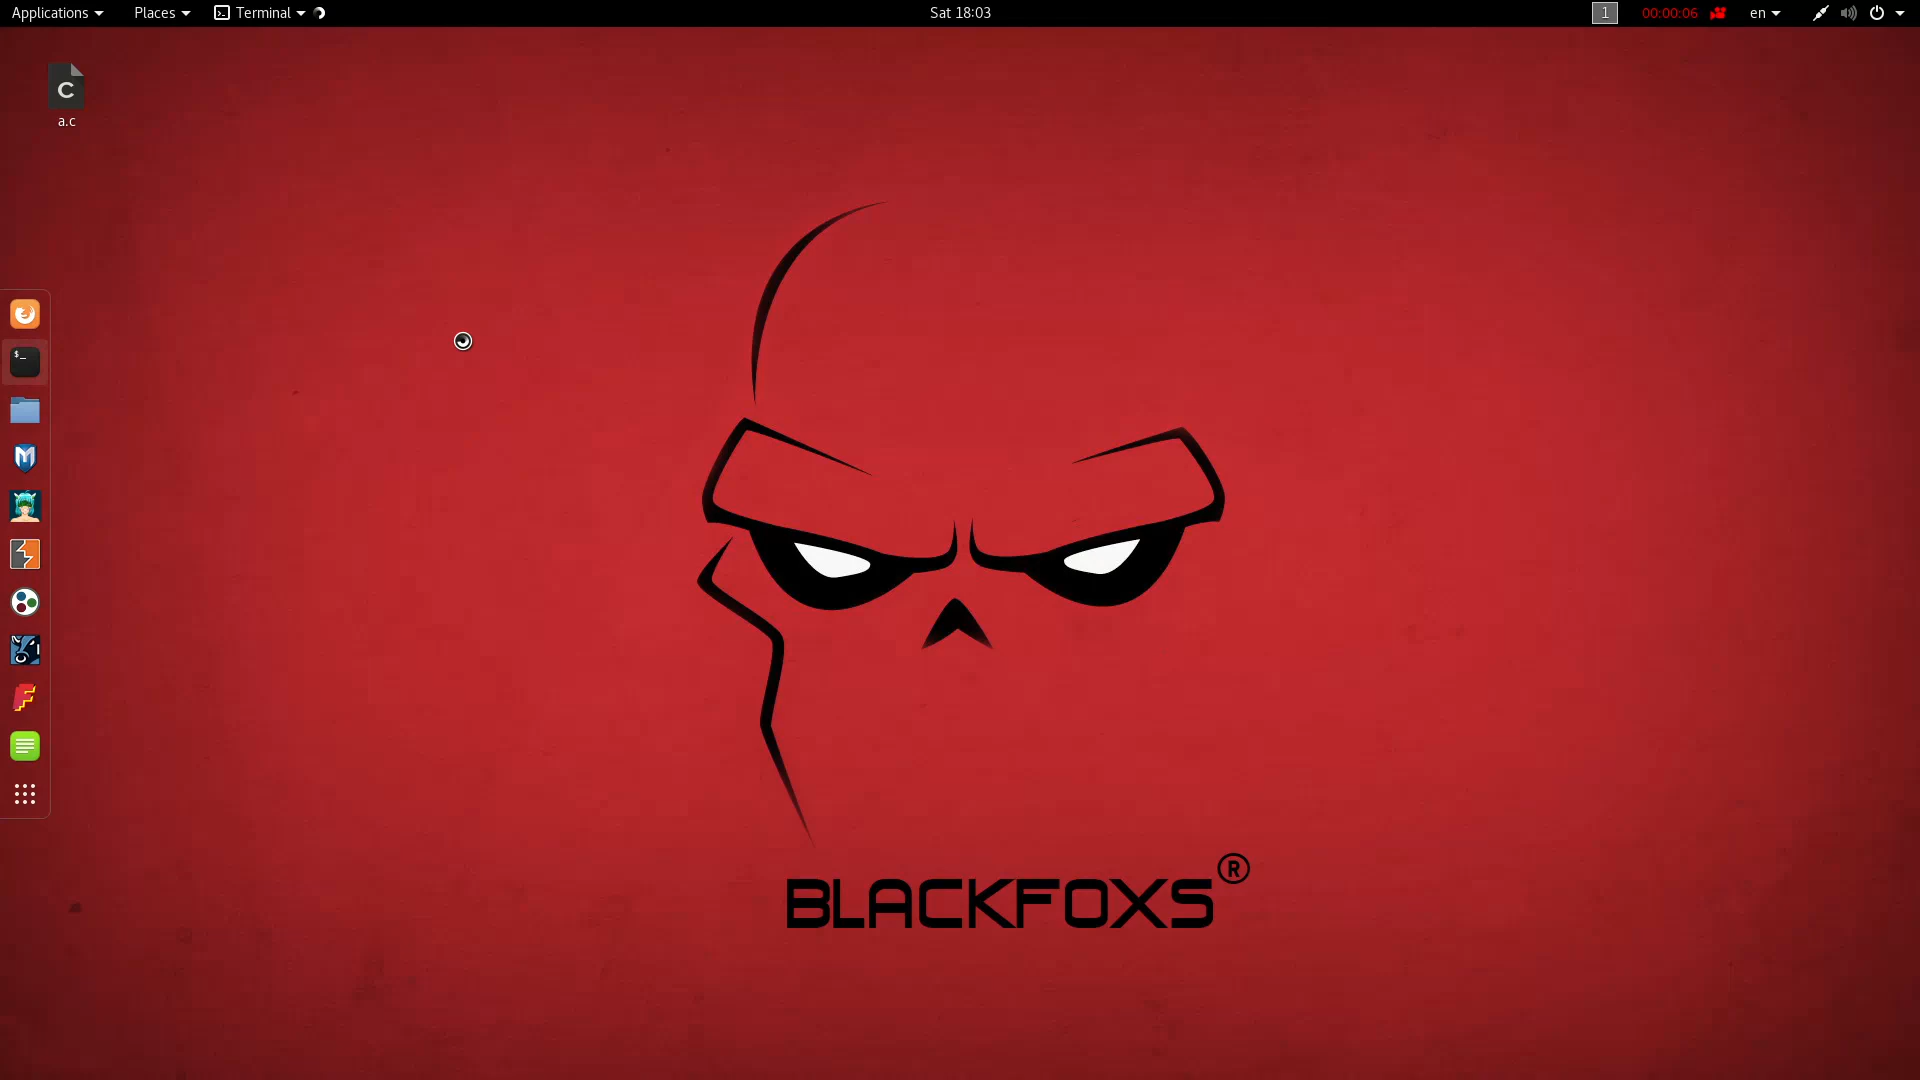 Applications
Places
Terminal
Sat 18:03
1
00:00:06
en
C
a.c
$_
BLACKFOXS®